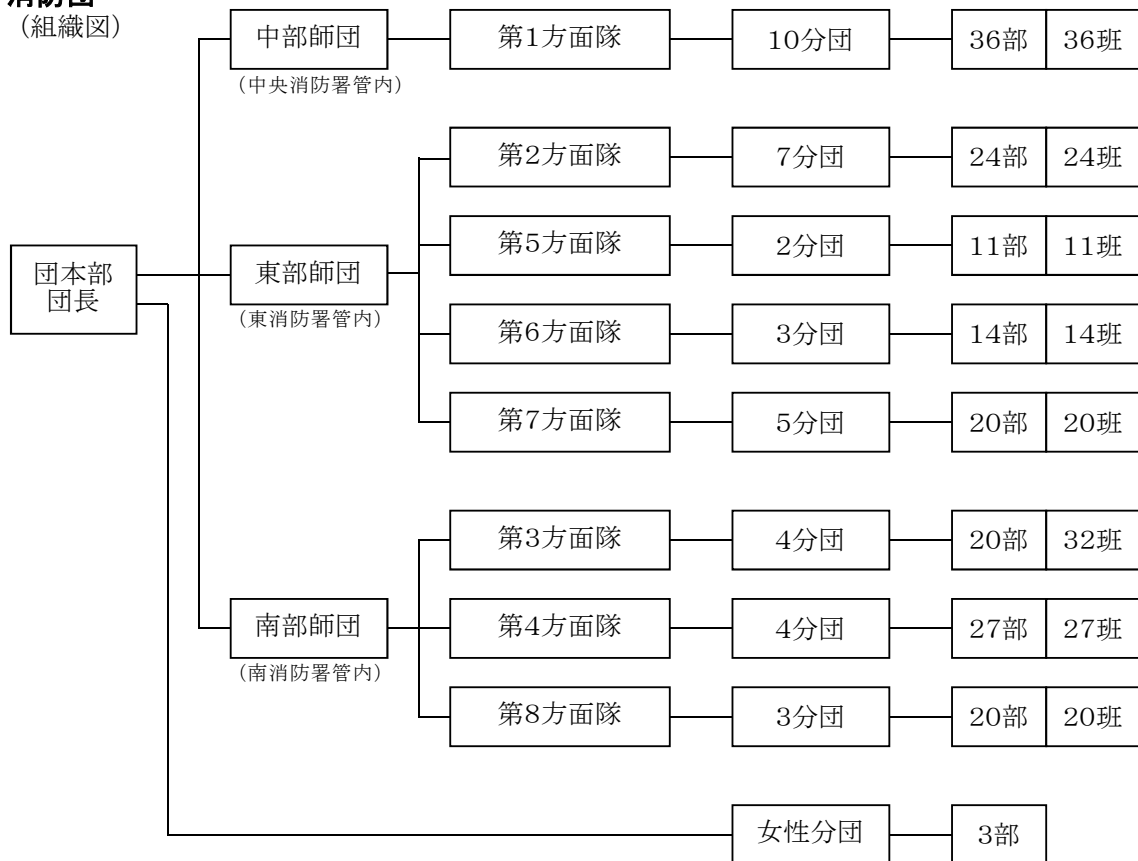 消防団
（組織図）
中部師団 第1方面隊 10分団 36部 36班
（中央消防署管内）
第2方面隊 7分団 24部 24班
第5方面隊 2分団 11部 11班
団本部
団長
東部師団
（東消防署管内）
第6方面隊 3分団 14部 14班
第7方面隊 5分団 20部 20班
第3方面隊 4分団 20部 32班
南部師団 第4方面隊 4分団 27部 27班
（南消防署管内）
第8方面隊 3分団 20部 20班
女性分団 3部